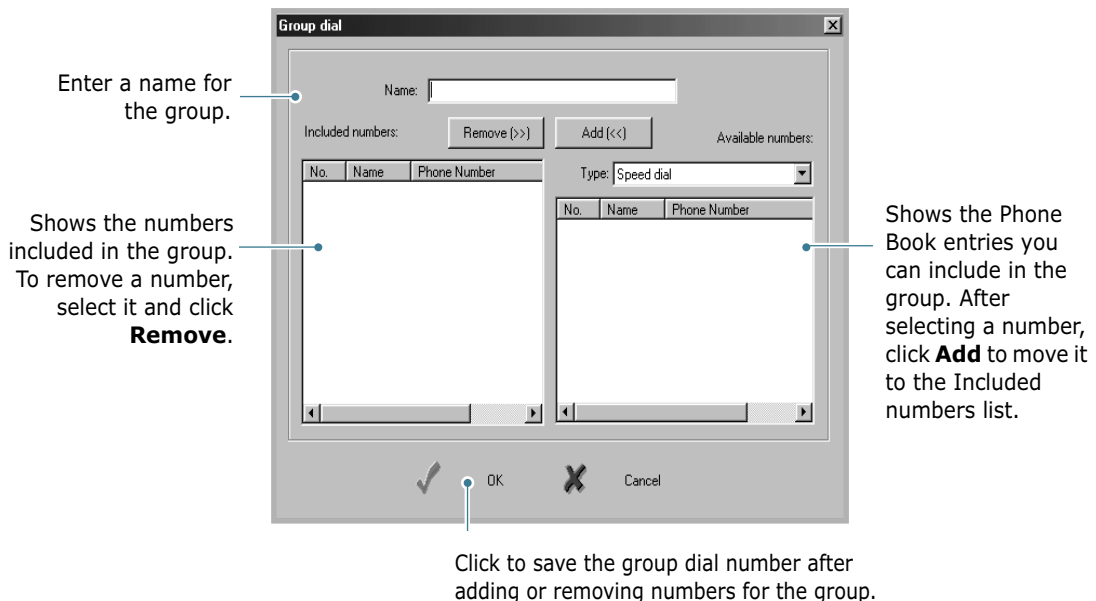 Group dial
Enter a name for
the group.
Name:
Included numbers:
Remove (>>)
Add (<<)
Available numbers:
No. Name Phone Number
Type: Speed dial
No. Name Phone Number
Shows the numbers
included in the group.
To remove a number,
select it and click
Remove.
Shows the Phone
Book entries you
can include in the
group. After
selecting a number,
click Add to move it
to the Included
numbers list.
OK
Cancel
Click to save the group dial number after
adding or removing numbers for the group.